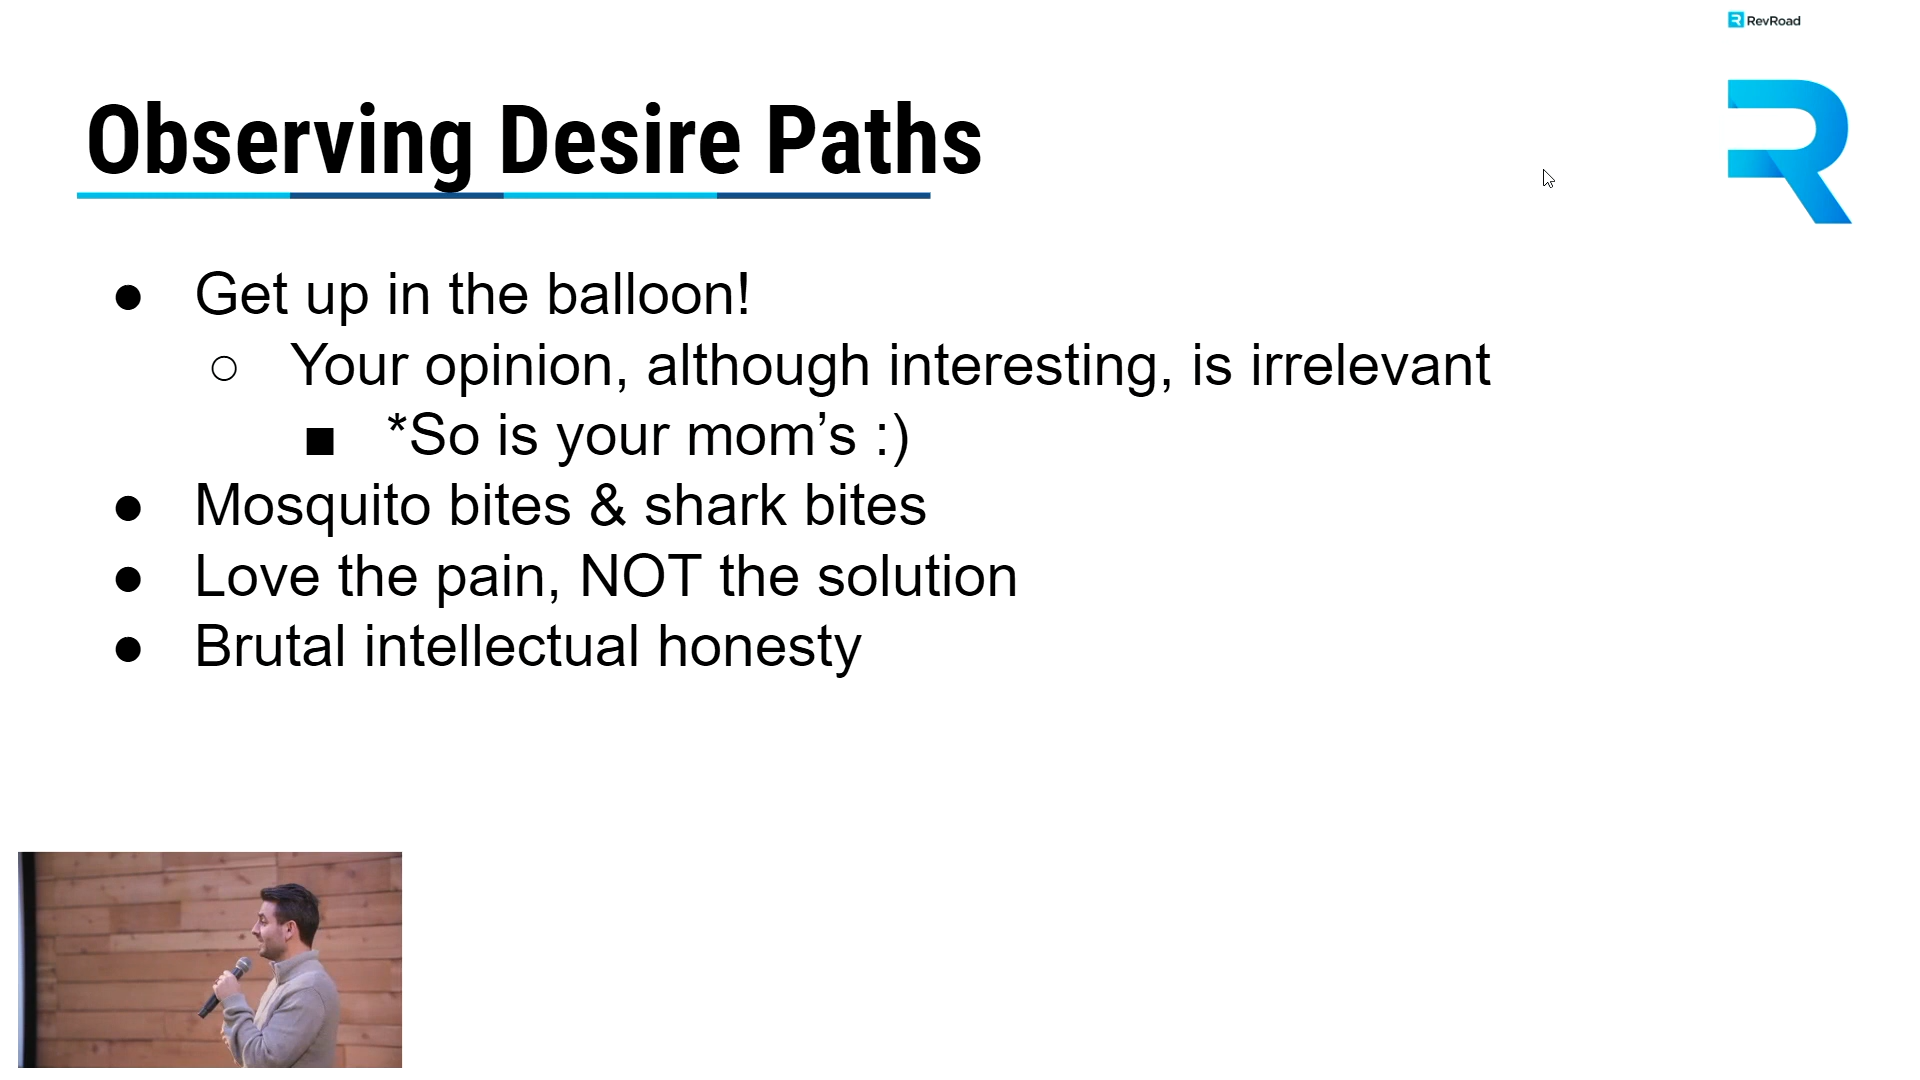 RevRoad
Observing Desire Paths
● Get up in the balloon!
○ Your opinion, although interesting, is irrelevant
■ *So is your mom’s :)
● Mosquito bites & shark bites
● Love the pain, NOT the solution
● Brutal intellectual honesty